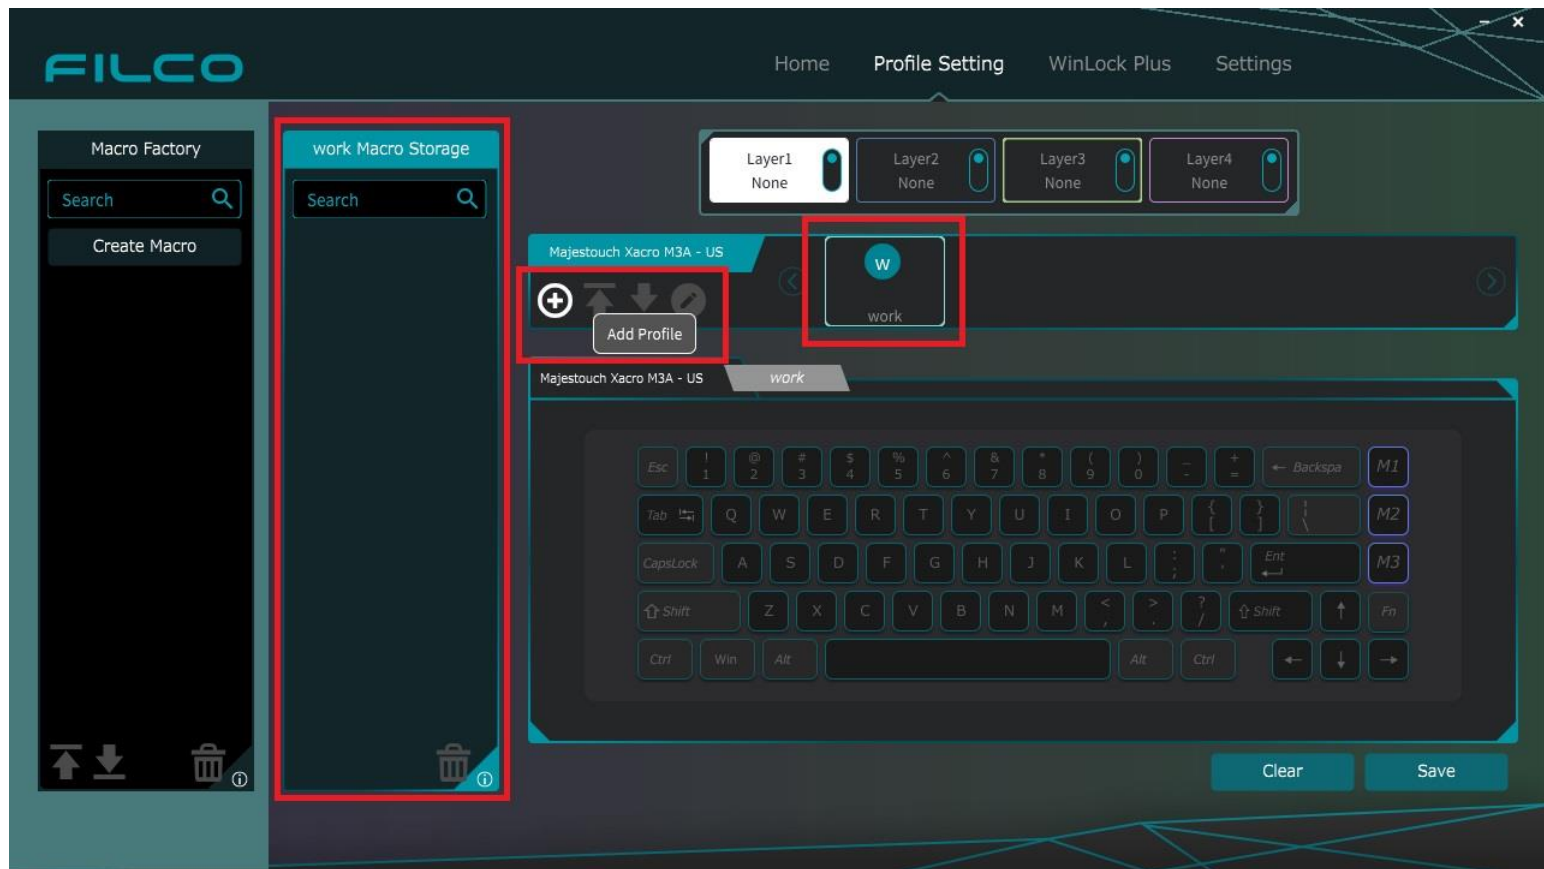 FILCO
Home Profile Setting WinLock Plus Settings
Macro Factory
Search
Create Macro
work Macro Storage
Search
Layer1
None
Layer2
None
Layer3
None
Layer4
None
Majestouch Xacro M3A - US
Add Profile
W
work
Majestouch Xacro M3A - US work
Esc ! 1 @ 2 # 3 $ 4 % 5 ^ 6 & 7 * 8 ( 9 ) 0 _ - + = ← Backspa M1
Tab Q W E R T Y U I O P { [ } ] ¦ \ M2
CapsLock A S D F G H J K L : ; " ' Ent M3
⇧ Shift Z X C V B N M < , > . ? / ⇧ Shift ↑ Fn
Ctrl Win Alt Alt Ctrl ← ↓ →
Clear Save